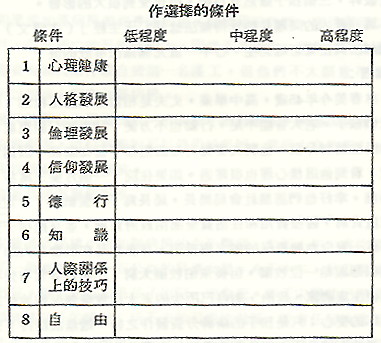 作選擇的條件
條件 低程度 中程度 高程度
1 心理健康
2 人格發展
3 倫理發展
4 信仰發展
5 德行
6 知識
7 人際關係
上的技巧
8 自由